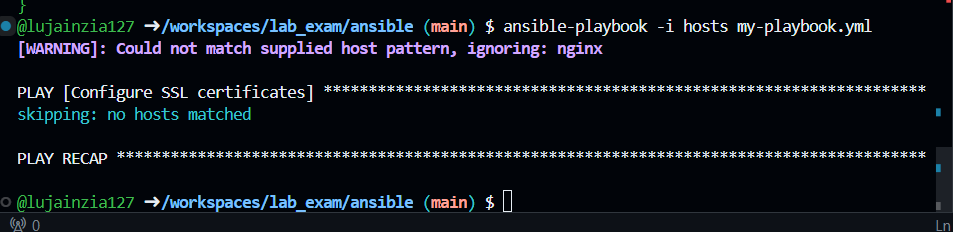 }
@lujainzia127 ➜/workspaces/lab_exam/ansible (main) $ ansible-playbook -i hosts my-playbook.yml
[WARNING]: Could not match supplied host pattern, ignoring: nginx
PLAY [Configure SSL certificates] *******************************************************************
skipping: no hosts matched
PLAY RECAP ******************************************************************************************
@lujainzia127 ➜/workspaces/lab_exam/ansible (main) $
0
Ln